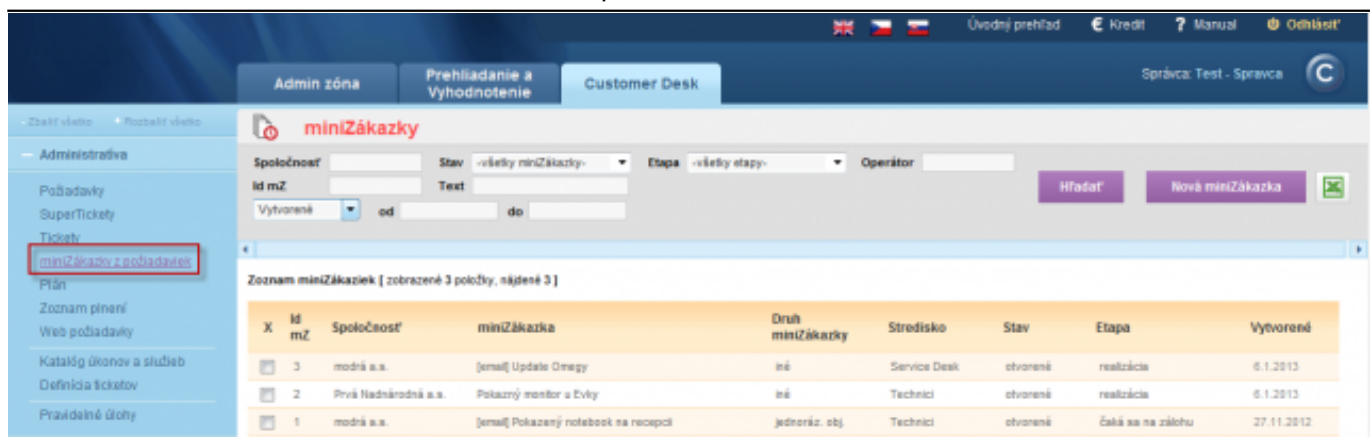 Úvodný prehľad € Kredit ? Manual Odhlásiť
Admin zóna
Prehliadanie a
Vyhodnotenie
Customer Desk
Správca: Test - Spravca
- Zbaliť všetko + Rozbaliť všetko
miniZákazky
Administratíva
Spoločnosť Stav -všetky miniZákazky- Etapa -všetky etapy- Operátor
Id mZ Text
Hľadať Nová miniZákazka
Vytvorené od do
Požiadavky
SuperTickety
Tickety
miniZákazky z požiadaviek
Plán
Zoznam plnení
Web požiadavky
Katalóg úkonov a služieb
Definícia ticketov
Pravidelné úlohy
Zoznam miniZákaziek [ zobrazené 3 položky, nájdené 3 ]
X Id mZ Spoločnosť miniZákazka Druh miniZákazky Stredisko Stav Etapa Vytvorené
3 modrá a.s. [email] Update Omegy iné Service Desk otvorené realizácia 6.1.2013
2 Prvá Nadnárodná a.s. Pokazný monitor u Evky iné Technici otvorené realizácia 6.1.2013
1 modrá a.s. [email] Pokazaný notebook na recepcii jednoráz. obj. Technici otvorené čaká sa na zálohu 27.11.2012